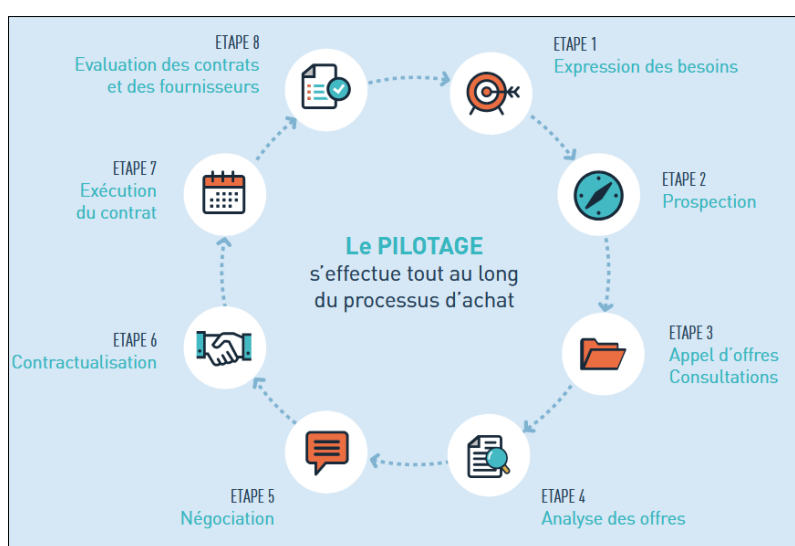 ETAPE 1
Expression des besoins
ETAPE 2
Prospection
ETAPE 3
Appel d'offres
Consultations
ETAPE 4
Analyse des offres
ETAPE 5
Négociation
ETAPE 6
Contractualisation
ETAPE 7
Exécution
du contrat
ETAPE 8
Evaluation des contrats
et des fournisseurs
Le PILOTAGE
s'effectue tout au long
du processus d'achat